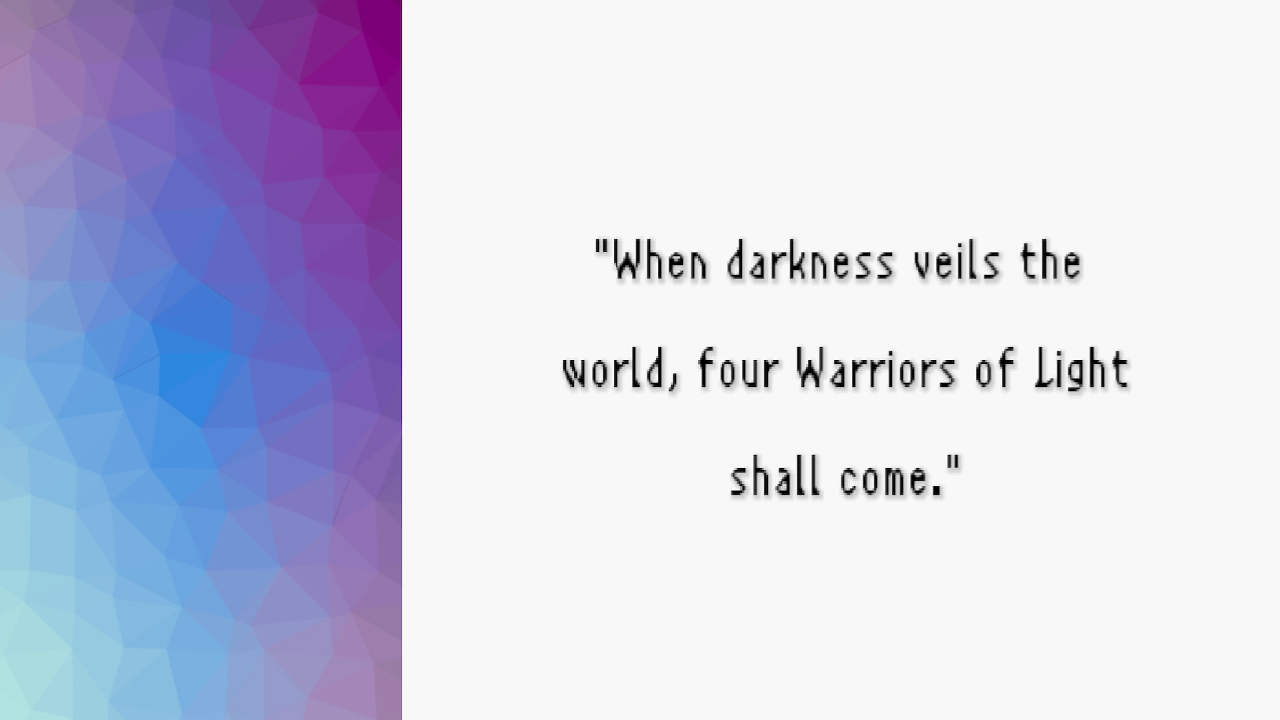 "When darkness veils the
world, four Warriors of Light
shall come."